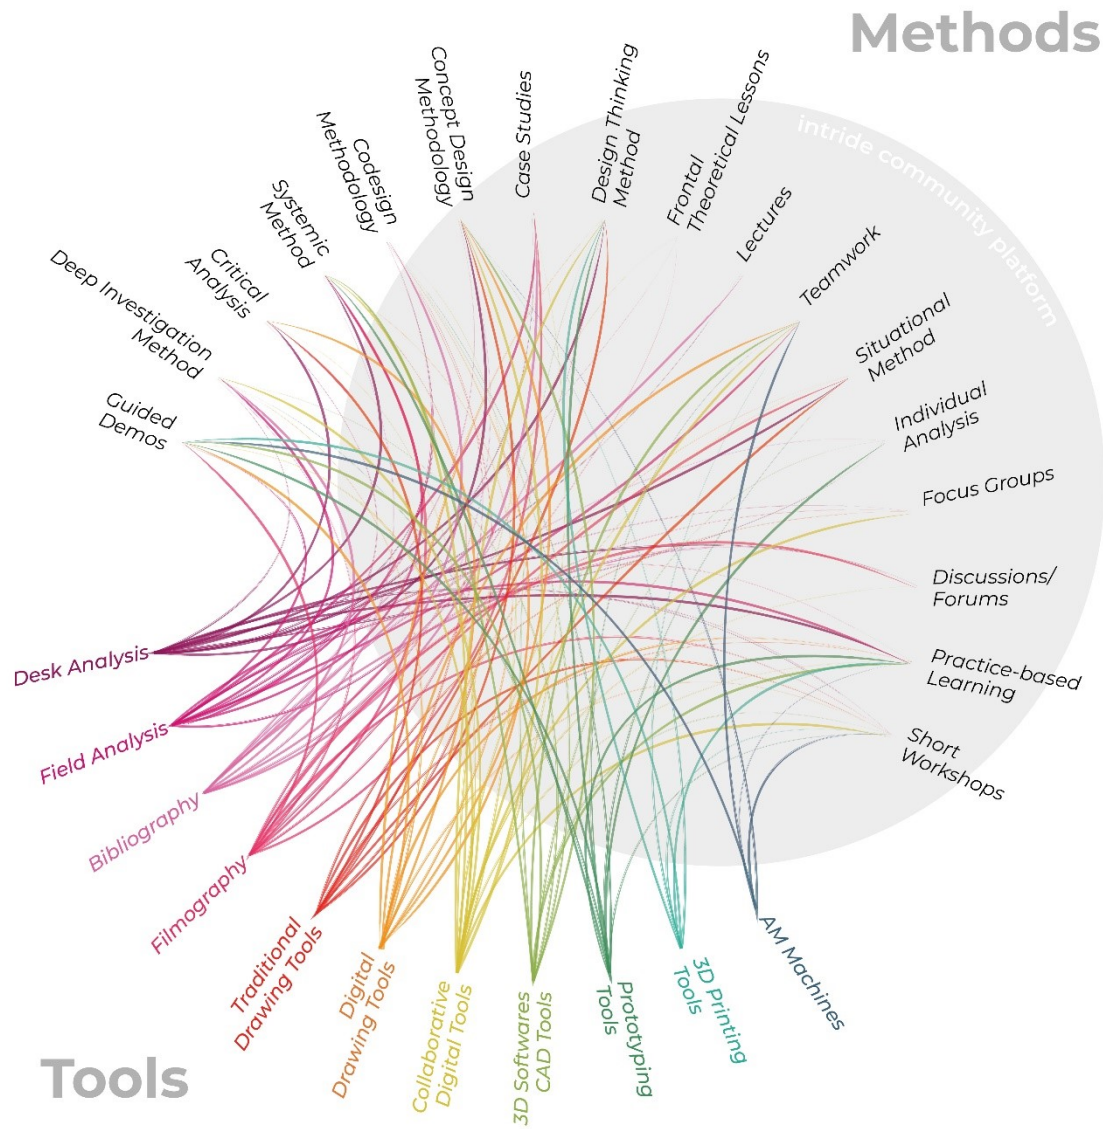 Methods
intride community platform
Guided
Demos
Deep Investigation
Method
Critical
Analysis
Systemic
Method
Codesign
Methodology
Concept Design
Methodology
Case Studies
Design Thinking
Method
Frontal
Theoretical Lessons
Lectures
Teamwork
Situational
Method
Individual
Analysis
Focus Groups
Discussions/
Forums
Practice-based
Learning
Short
Workshops
Desk Analysis
Field Analysis
Bibliography
Filmography
Traditional
Drawing Tools
Digital
Drawing Tools
Collaborative
Digital Tools
3D Softwares
CAD Tools
Prototyping
Tools
3D Printing
Tools
AM Machines
Tools